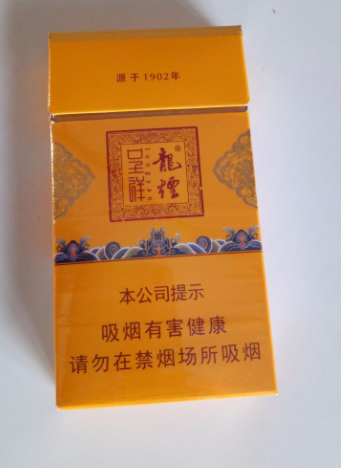 源于1902年
龍煙
呈祥
本公司提示
吸烟有害健康
请勿在禁烟场所吸烟